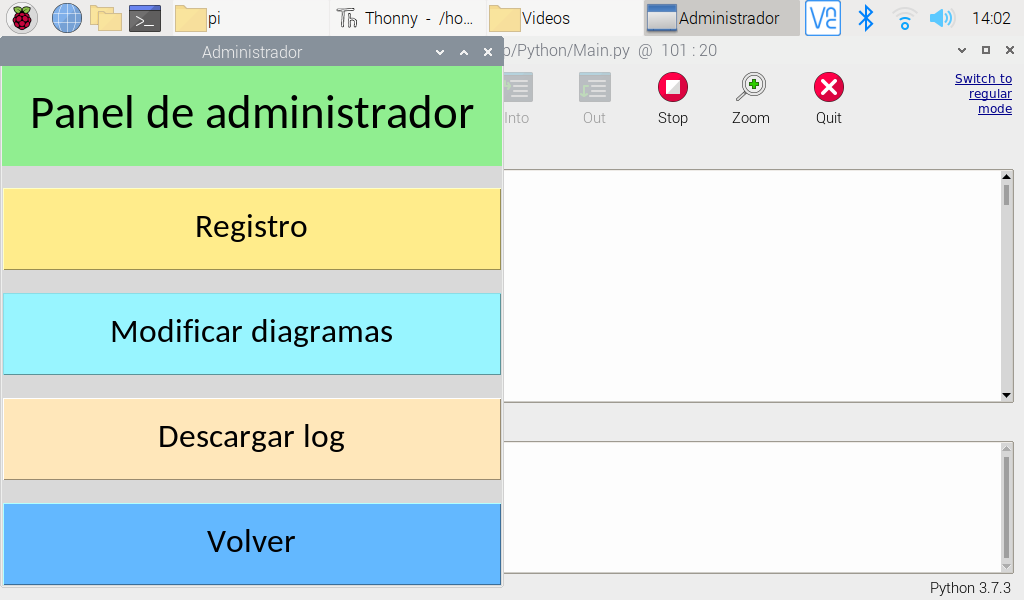 pi
Thonny - /ho...
Videos
Administrador
14:02
Administrador
o/Python/Main.py @ 101 : 20
Into
Out
Stop
Zoom
Quit
Switch to
regular
mode
Panel de administrador
Registro
Modificar diagramas
Descargar log
Volver
Python 3.7.3